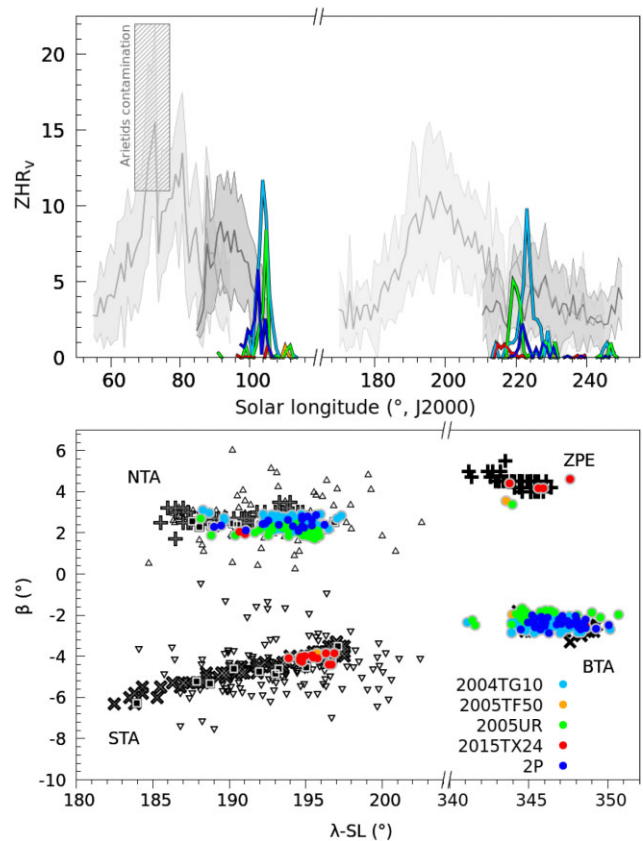 Arietids contamination
ZHRv
20
15
10
5
0
60 80 100 180 200 220 240
Solar longitude (°, J2000)
NTA
ZPE
STA
BTA
2004TG10
2005TF50
2005UR
2015TX24
2P
β (°)
6
4
2
0
-2
-4
-6
-8
-10
180 185 190 195 200 340 345 350
λ-SL (°)